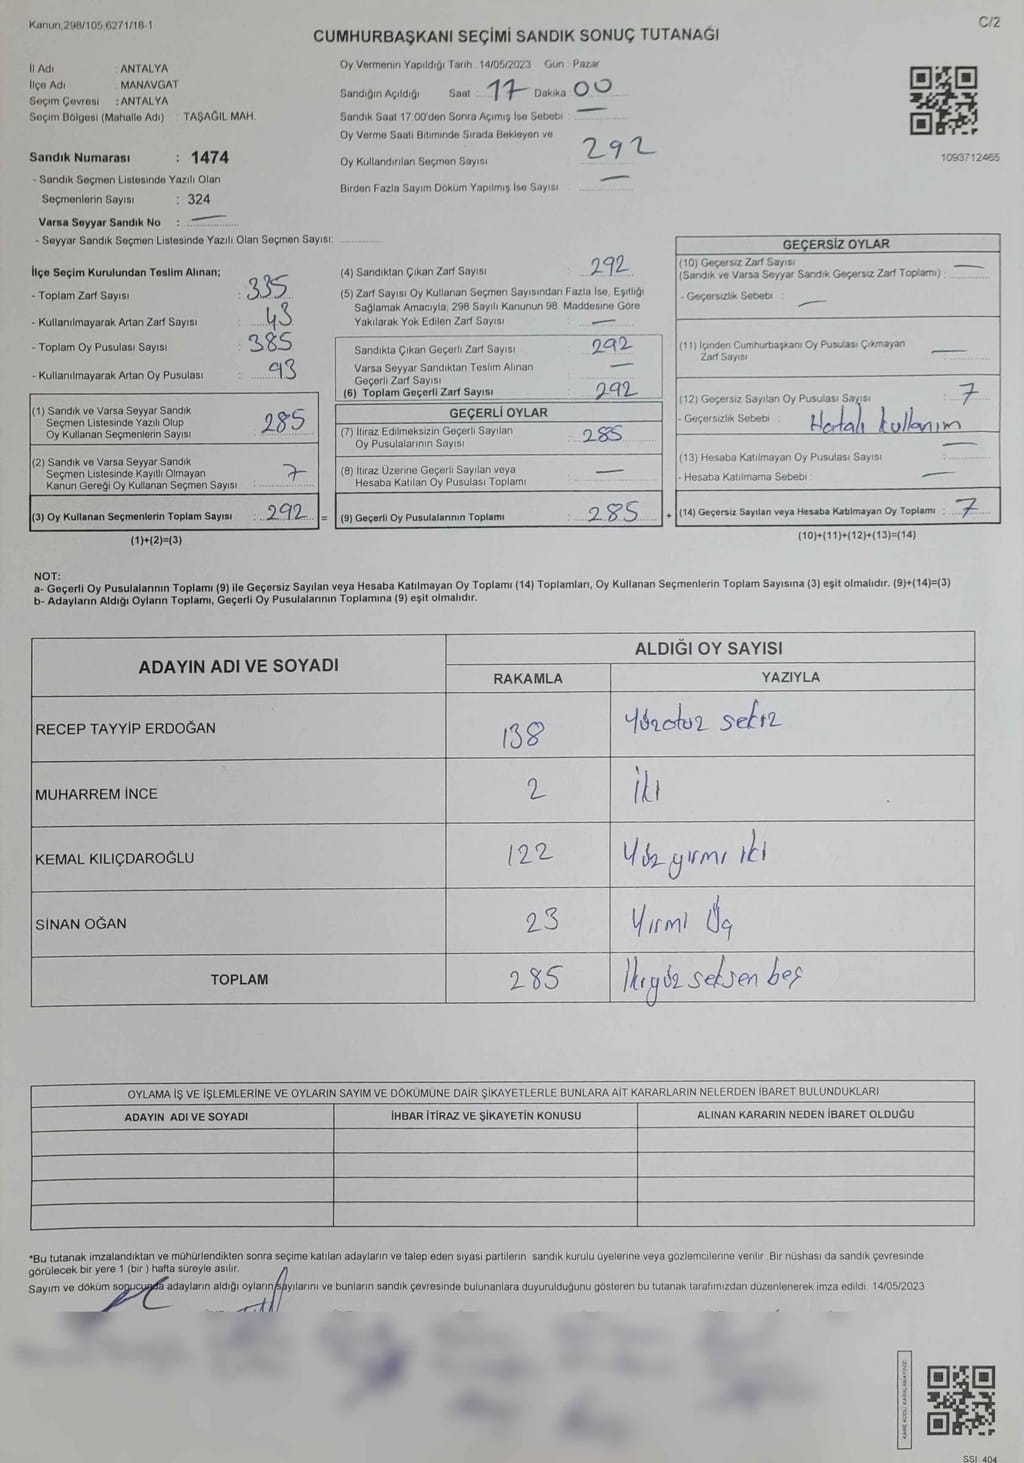 Kanun,298/105,6271/18-1
C/2
CUMHURBAŞKANI SEÇİMİ SANDIK SONUÇ TUTANAĞI
İl Adı : ANTALYA
İlçe Adı : MANAVGAT
Seçim Çevresi : ANTALYA
Seçim Bölgesi (Mahalle Adı) : TAŞAĞIL MAH.
Sandık Numarası : 1474
- Sandık Seçmen Listesinde Yazılı Olan
Seçmenlerin Sayısı : 324
Varsa Seyyar Sandık No : —
- Seyyar Sandık Seçmen Listesinde Yazılı Olan Seçmen Sayısı: ............
Oy Vermenin Yapıldığı Tarih : 14/05/2023 Gün : Pazar
Sandığın Açıldığı Saat : 17 Dakika : 00
Sandık Saat 17.00'den Sonra Açımış İse Sebebi : —
Oy Verme Saati Bitiminde Sırada Bekleyen ve
Oy Kullandırılan Seçmen Sayısı 292
Birden Fazla Sayım Döküm Yapılmış İse Sayısı —
1093712465
İlçe Seçim Kurulundan Teslim Alınan;
- Toplam Zarf Sayısı : 335
- Kullanılmayarak Artan Zarf Sayısı : 43
- Toplam Oy Pusulası Sayısı : 385
- Kullanılmayarak Artan Oy Pusulası : 93
(1) Sandık ve Varsa Seyyar Sandık
Seçmen Listesinde Yazılı Olup
Oy Kullanan Seçmenlerin Sayısı 285
(2) Sandık ve Varsa Seyyar Sandık
Seçmen Listesinde Kayıtlı Olmayan
Kanun Gereği Oy Kullanan Seçmen Sayısı 7
(3) Oy Kullanan Seçmenlerin Toplam Sayısı : 292 =
(1)+(2)=(3)
(4) Sandıktan Çıkan Zarf Sayısı 292
(5) Zarf Sayısı Oy Kullanan Seçmen Sayısından Fazla İse, Eşitliği
Sağlamak Amacıyla, 298 Sayılı Kanunun 98. Maddesine Göre
Yakılarak Yok Edilen Zarf Sayısı —
Sandıkta Çıkan Geçerli Zarf Sayısı 292
Varsa Seyyar Sandıktan Teslim Alınan
Geçerli Zarf Sayısı —
(6) Toplam Geçerli Zarf Sayısı 292
GEÇERLİ OYLAR
(7) İtiraz Edilmeksizin Geçerli Sayılan
Oy Pusulalarının Sayısı : 285
(8) İtiraz Üzerine Geçerli Sayılan veya
Hesaba Katılan Oy Pusulası Toplamı —
(9) Geçerli Oy Pusulalarının Toplamı : 285 +
GEÇERSİZ OYLAR
(10) Geçersiz Zarf Sayısı
(Sandık ve Varsa Seyyar Sandık Geçersiz Zarf Toplamı) : —
- Geçersizlik Sebebi : —
(11) İçinden Cumhurbaşkanı Oy Pusulası Çıkmayan
Zarf Sayısı —
(12) Geçersiz Sayılan Oy Pusulası Sayısı : 7
- Geçersizlik Sebebi : Hatalı kullanım
(13) Hesaba Katılmayan Oy Pusulası Sayısı —
- Hesaba Katılmama Sebebi : —
(14) Geçersiz Sayılan veya Hesaba Katılmayan Oy Toplamı : 7
(10)+(11)+(12)+(13)=(14)
NOT:
a- Geçerli Oy Pusulalarının Toplamı (9) ile Geçersiz Sayılan veya Hesaba Katılmayan Oy Toplamı (14) Toplamları, Oy Kullanan Seçmenlerin Toplam Sayısına (3) eşit olmalıdır. (9)+(14)=(3)
b- Adayların Aldığı Oyların Toplamı, Geçerli Oy Pusulalarının Toplamına (9) eşit olmalıdır.
ADAYIN ADI VE SOYADI
ALDIĞI OY SAYISI
RAKAMLA YAZIYLA
RECEP TAYYİP ERDOĞAN 138 Yüzotuz sekiz
MUHARREM İNCE 2 İki
KEMAL KILIÇDAROĞLU 122 Yüz yirmi iki
SİNAN OĞAN 23 Yirmi Üç
TOPLAM 285 İkiyüz seksen beş
OYLAMA İŞ VE İŞLEMLERİNE VE OYLARIN SAYIM VE DÖKÜMÜNE DAİR ŞİKAYETLERLE BUNLARA AİT KARARLARIN NELERDEN İBARET BULUNDUKLARI
ADAYIN ADI VE SOYADI İHBAR İTİRAZ VE ŞİKAYETİN KONUSU ALINAN KARARIN NEDEN İBARET OLDUĞU
*Bu tutanak imzalandıktan ve mühürlendikten sonra seçime katılan adayların ve talep eden siyasi partilerin sandık kurulu üyelerine veya gözlemcilerine verilir .Bir nüshası da sandık çevresinde
görülecek bir yere 1 (bir ) hafta süreyle asılır.
Sayım ve döküm sonucunda adayların aldığı oyların sayılarını ve bunların sandık çevresinde bulunanlara duyurulduğunu gösteren bu tutanak tarafımızdan düzenlenerek imza edildi. 14/05/2023
KARE KODU KARALAMAYINIZ!
SSI 404